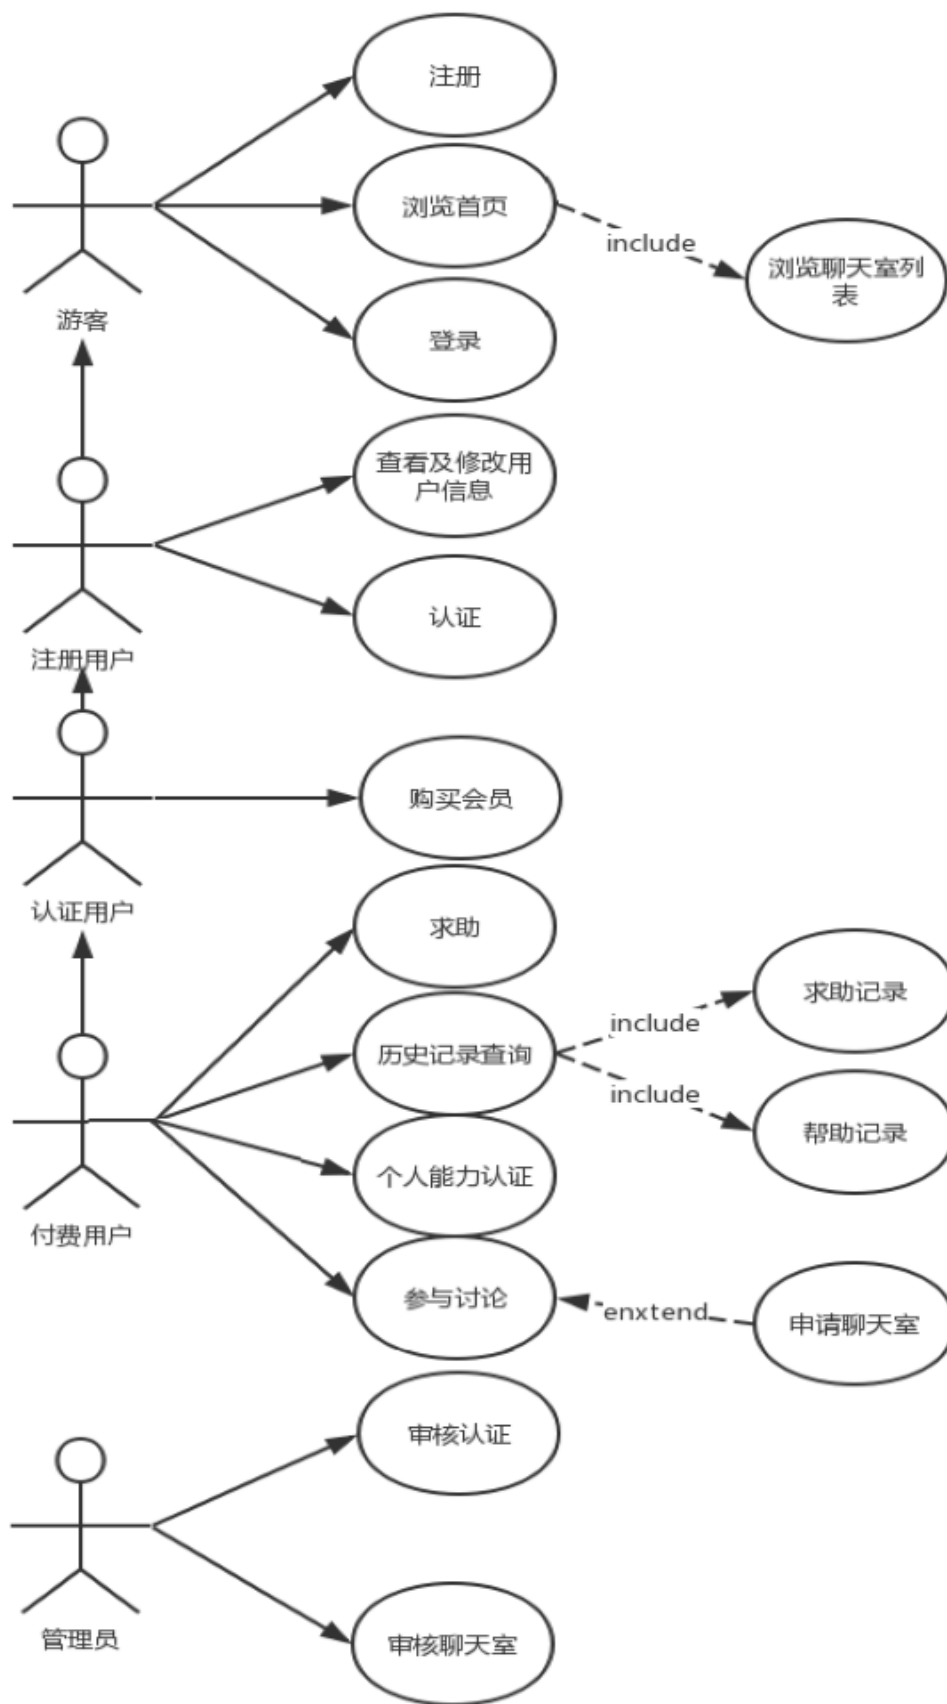 注册
浏览首页
include
浏览聊天室列
表
游客
登录
查看及修改用
户信息
认证
注册用户
购买会员
认证用户
求助
历史记录查询
include
求助记录
include
帮助记录
个人能力认证
付费用户
参与讨论
enxtend
申请聊天室
审核认证
管理员
审核聊天室